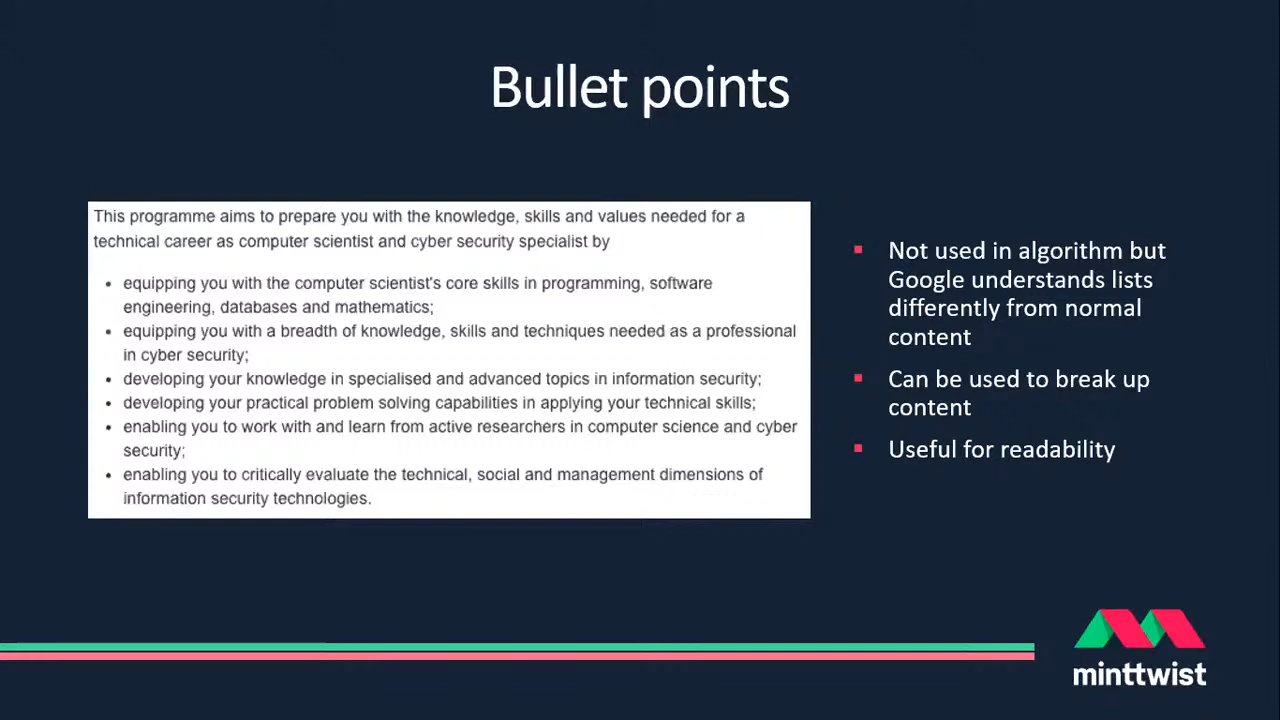 Bullet points
This programme aims to prepare you with the knowledge, skills and values needed for a
technical career as computer scientist and cyber security specialist by
equipping you with the computer scientist's core skills in programming, software
engineering, databases and mathematics;
equipping you with a breadth of knowledge, skills and techniques needed as a professional
in cyber security;
developing your knowledge in specialised and advanced topics in information security;
developing your practical problem solving capabilities in applying your technical skills;
enabling you to work with and learn from active researchers in computer science and cyber
security;
enabling you to critically evaluate the technical, social and management dimensions of
information security technologies.
Not used in algorithm but
Google understands lists
differently from normal
content
Can be used to break up
content
Useful for readability
minttwist